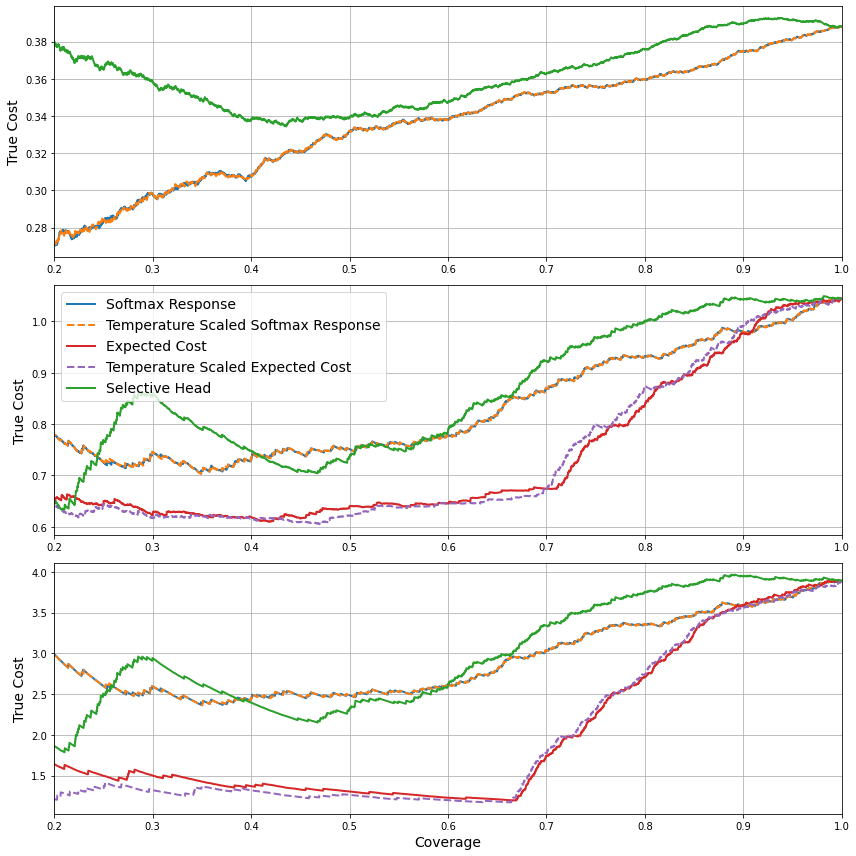 True Cost
0.38
0.36
0.34
0.32
0.30
0.28
0.2 0.3 0.4 0.5 0.6 0.7 0.8 0.9 1.0
True Cost
1.0
0.9
0.8
0.7
0.6
Softmax Response
Temperature Scaled Softmax Response
Expected Cost
Temperature Scaled Expected Cost
Selective Head
0.2 0.3 0.4 0.5 0.6 0.7 0.8 0.9 1.0
True Cost
4.0
3.5
3.0
2.5
2.0
1.5
0.2 0.3 0.4 0.5 0.6 0.7 0.8 0.9 1.0
Coverage